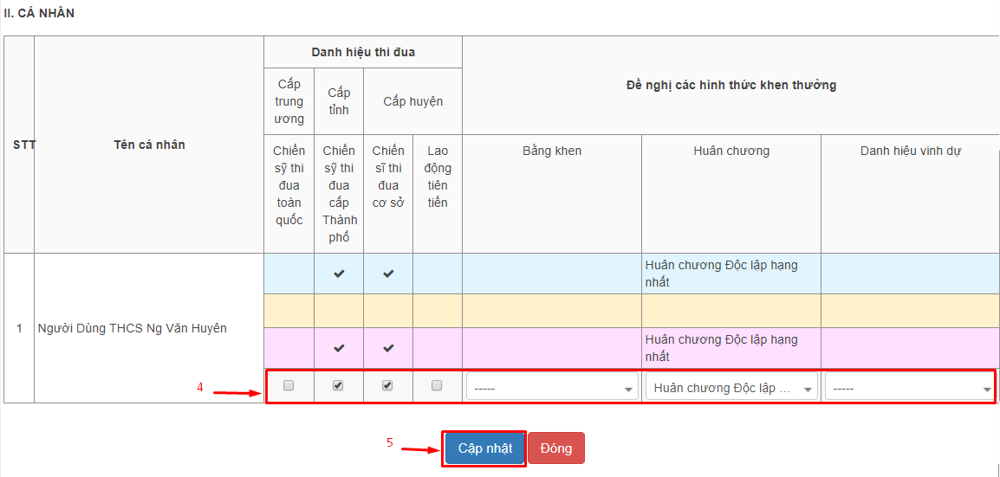 II. CÁ NHÂN
STT
Tên cá nhân
Danh hiệu thi đua
Đề nghị các hình thức khen thưởng
Cấp
trung
ương
Cấp
tỉnh
Cấp huyện
Chiến
sỹ thi
đua
toàn
quốc
Chiến
sỹ thi
đua
cấp
Thành
phố
Chiến
sĩ thi
đua
cơ sở
Lao
động
tiên
tiến
Bằng khen
Huân chương
Danh hiệu vinh dự
1
Người Dùng THCS Ng Văn Huyên
Huân chương Độc lập hạng
nhất
Huân chương Độc lập hạng
nhất
4
-----
Huân chương Độc lập ...
-----
5
Cập nhật
Đóng